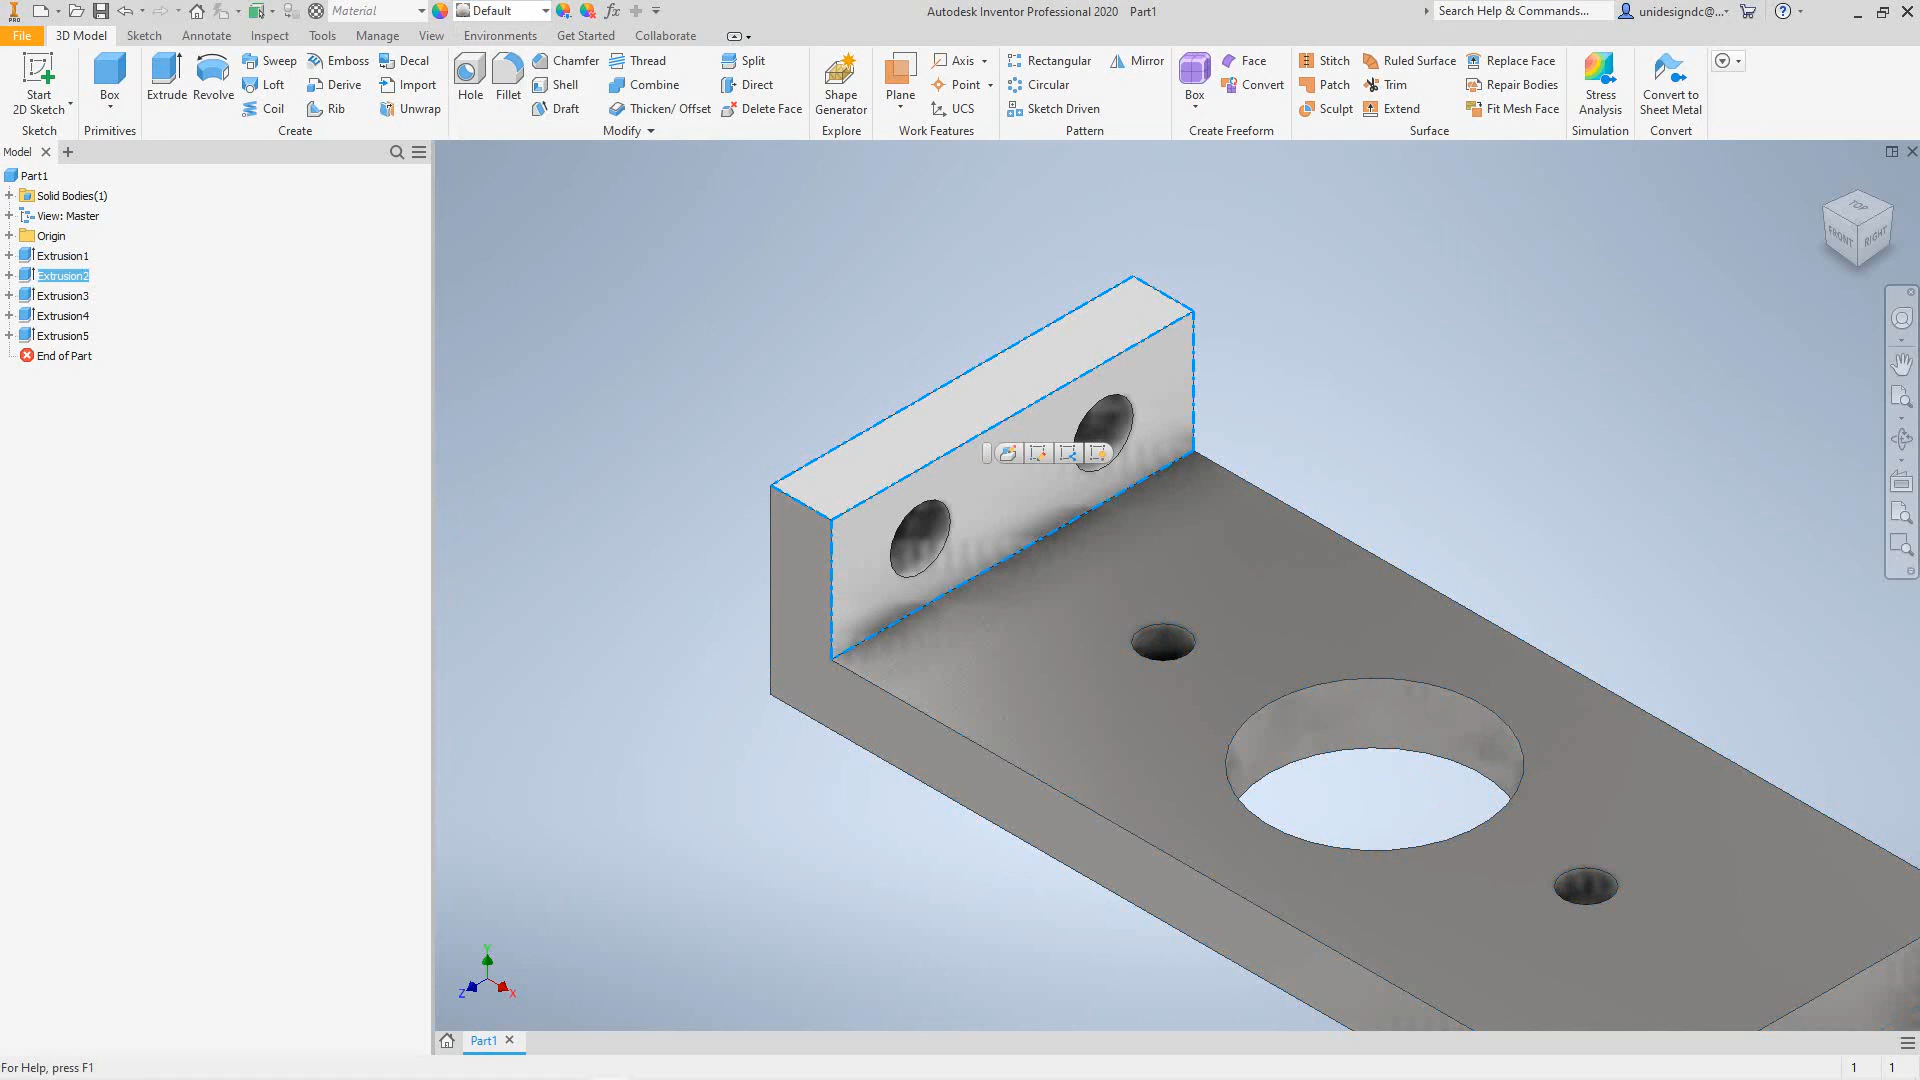 PRO
Material
Default
fx
Autodesk Inventor Professional 2020 Part1
Search Help & Commands...
unidesigndc@...
File
3D Model
Sketch
Annotate
Inspect
Tools
Manage
View
Environments
Get Started
Collaborate
Start
2D Sketch
Sketch
Box
Primitives
Extrude
Revolve
Sweep
Loft
Coil
Emboss
Derive
Rib
Decal
Import
Unwrap
Create
Hole
Fillet
Chamfer
Shell
Draft
Thread
Combine
Thicken/ Offset
Split
Direct
Delete Face
Modify
Shape
Generator
Explore
Plane
Axis
Point
UCS
Work Features
Rectangular
Circular
Sketch Driven
Mirror
Pattern
Box
Face
Convert
Create Freeform
Stitch
Patch
Sculpt
Ruled Surface
Trim
Extend
Replace Face
Repair Bodies
Fit Mesh Face
Surface
Stress
Analysis
Simulation
Convert to
Sheet Metal
Convert
Model
Part1
Solid Bodies(1)
View: Master
Origin
Extrusion1
Extrusion2
Extrusion3
Extrusion4
Extrusion5
End of Part
TOP
FRONT
RIGHT
Y
Z
X
Part1
For Help, press F1
1
1